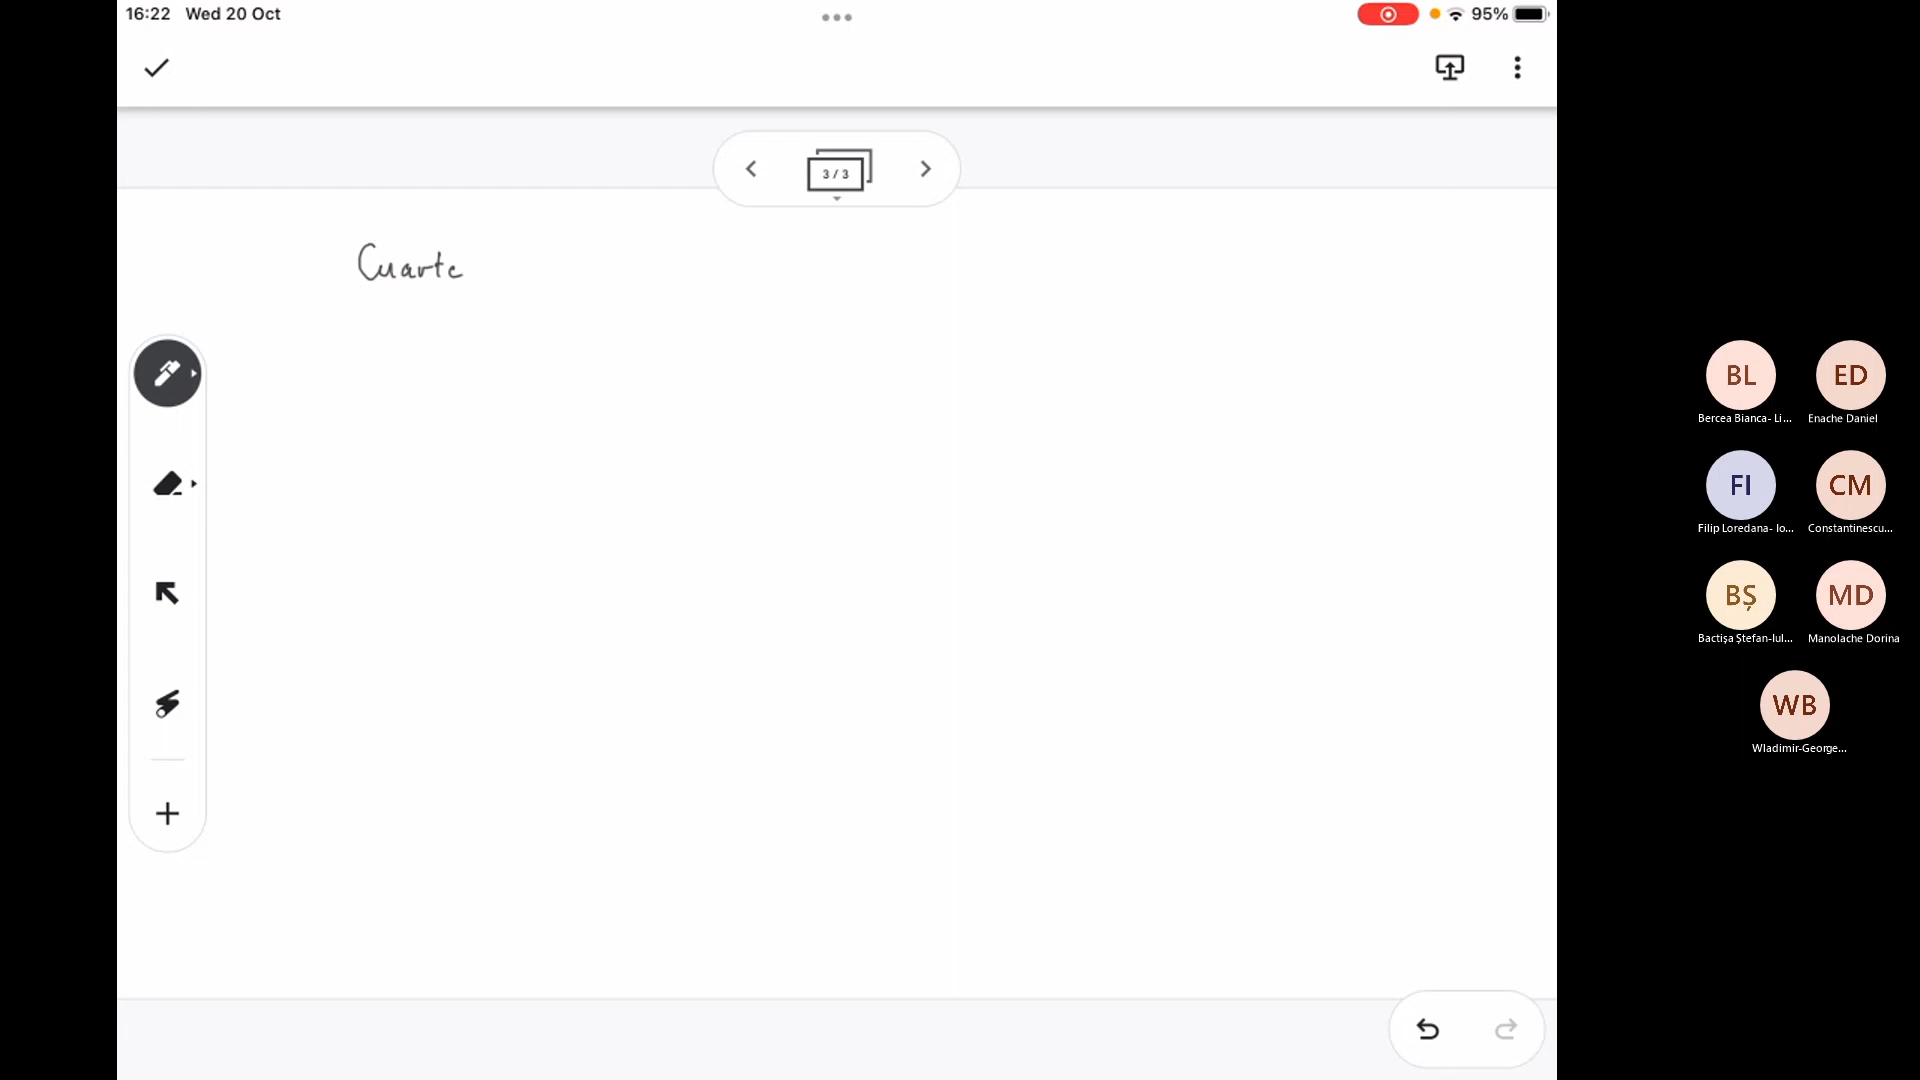 16:22 Wed 20 Oct
95%
3 / 3
Cuarte
BL
ED
Bercea Bianca- Li...
Enache Daniel
FI
CM
Filip Loredana- Io...
Constantinescu...
BȘ
MD
Bactișa Ștefan-Iul...
Manolache Dorina
WB
Wladimir-George...